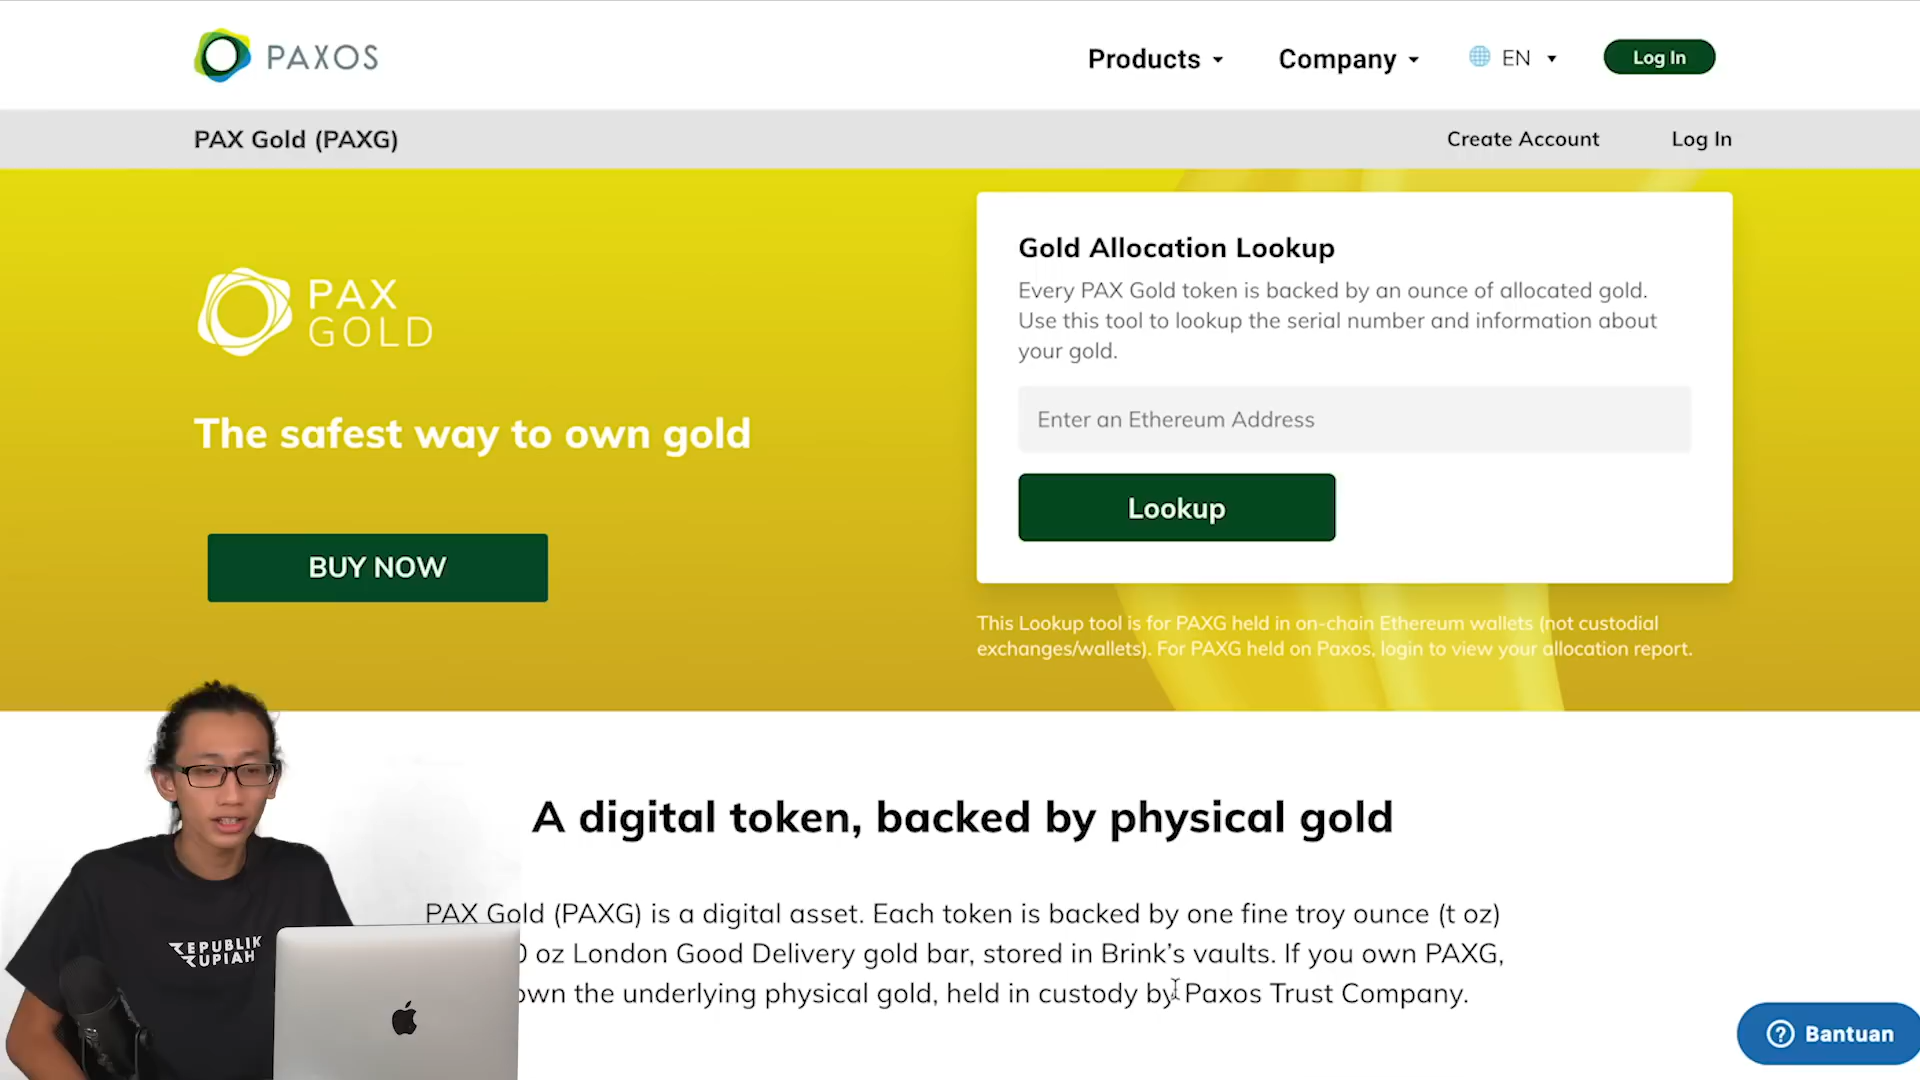 PAXOS
Products
Company
EN
Log In
PAX Gold (PAXG)
Create Account
Log In
PAX
GOLD
The safest way to own gold
BUY NOW
Gold Allocation Lookup
Every PAX Gold token is backed by an ounce of allocated gold.
Use this tool to lookup the serial number and information about
your gold.
Enter an Ethereum Address
Lookup
This Lookup tool is for PAXG held in on-chain Ethereum wallets (not custodial
exchanges/wallets). For PAXG held on Paxos, login to view your allocation report.
A digital token, backed by physical gold
PAX Gold (PAXG) is a digital asset. Each token is backed by one fine troy ounce (t oz)
oz London Good Delivery gold bar, stored in Brink's vaults. If you own PAXG,
own the underlying physical gold, held in custody by Paxos Trust Company.
REPUBLIK
RUPIAH
Bantuan